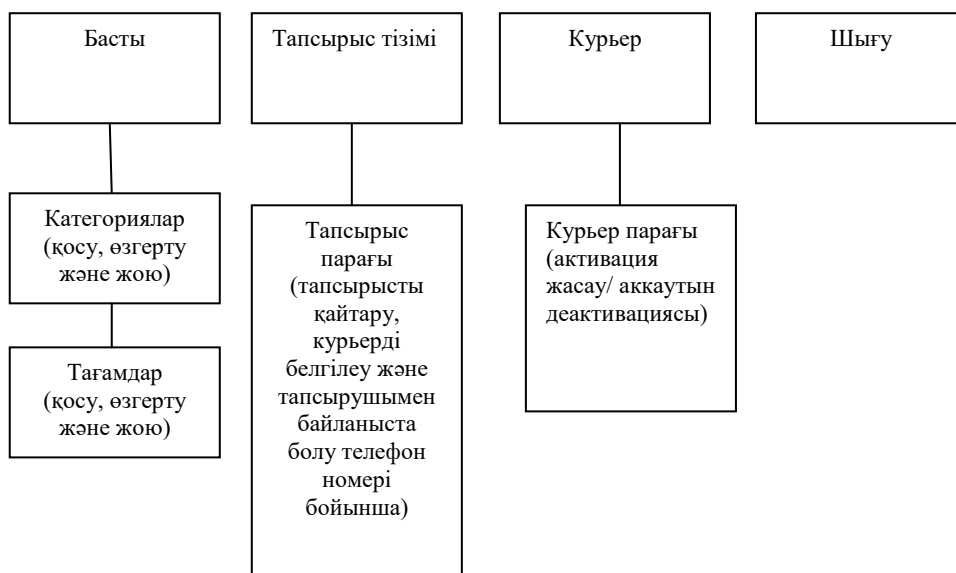 Басты
Тапсырыс тізімі
Курьер
Шығу
Категориялар
(қосу, өзгерту
және жою)
Тағамдар
(қосу, өзгерту
және жою)
Тапсырыс
парағы
(тапсырысты
қайтару,
курьерді
белгілеу және
тапсырушымен
байланыста
болу телефон
номері
бойынша)
Курьер парағы
(активация
жасау/ аккаутын
деактивациясы)